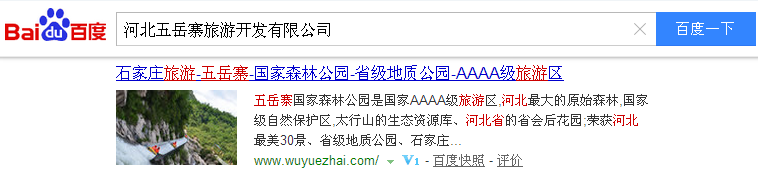 Bai du 百度 河北五岳寨旅游开发有限公司 百度一下
石家庄旅游-五岳寨-国家森林公园-省级地质公园-AAAA级旅游区
五岳寨国家森林公园是国家AAAA级旅游区,河北最大的原始森林,国家
级自然保护区,太行山的生态资源库、河北省的省会后花园;荣获河北
最美30景、省级地质公园、石家庄...
www.wuyuezhai.com/ V1 - 百度快照 - 评价